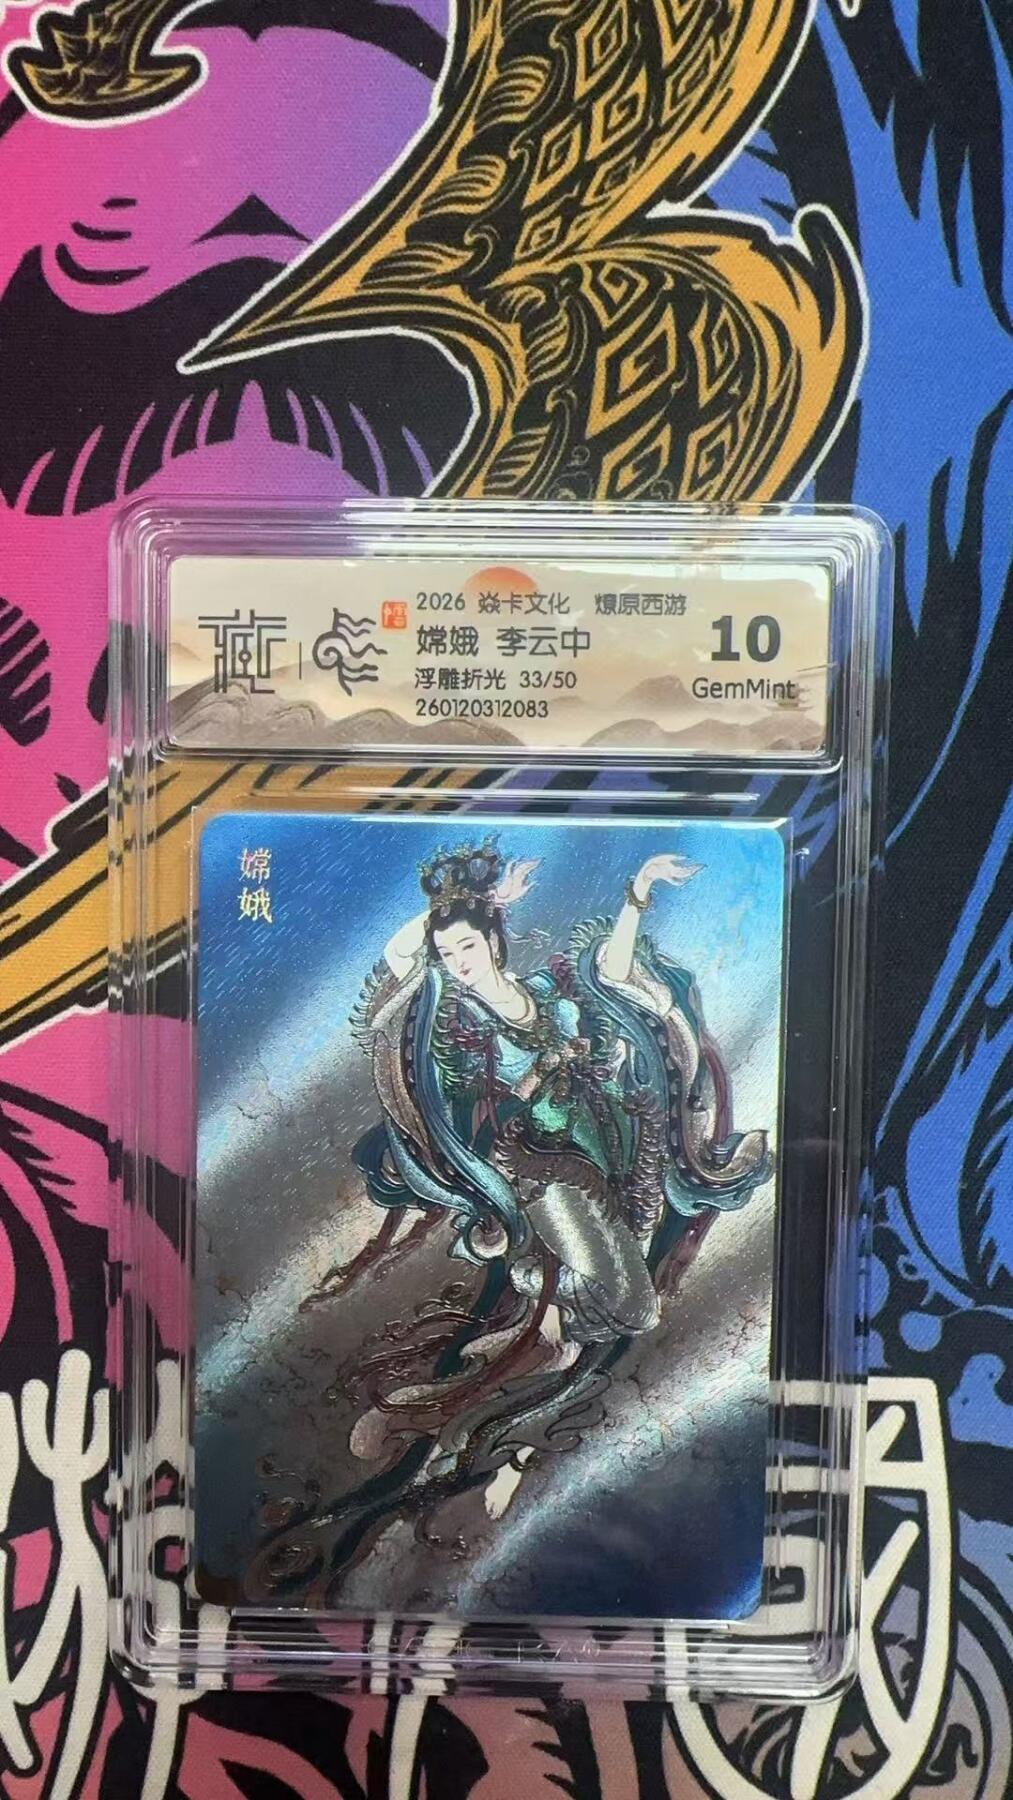 2026 焱卡文化 燎原西游
嫦娥 李云中
浮雕折光 33/50
260120312083
10
GemMint
嫦
娥